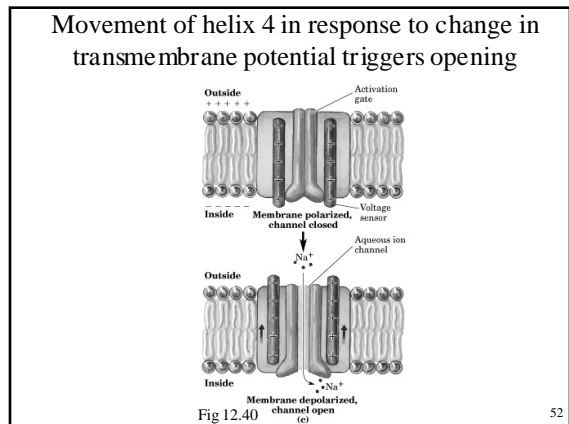 Movement of helix 4 in response to change in
transmembrane potential triggers opening
Activation
gate
Outside
+ + + + +
− − − − −
Inside
Membrane polarized,
channel closed
Voltage
sensor
Na⁺
Aqueous ion
channel
Outside
Inside
Na⁺
Membrane depolarized,
channel open
(c)
Fig 12.40
52